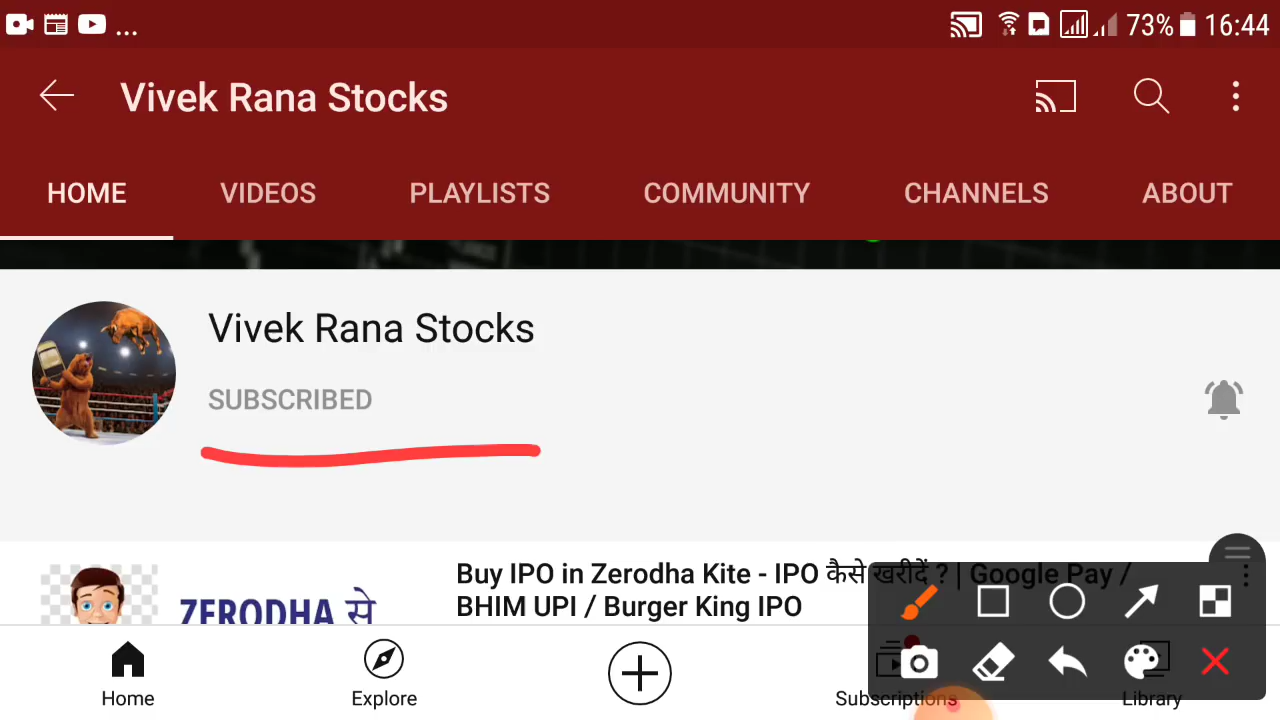 ...
73% 16:44
Vivek Rana Stocks
HOME VIDEOS PLAYLISTS COMMUNITY CHANNELS ABOUT
Vivek Rana Stocks
SUBSCRIBED
Buy IPO in Zerodha Kite - IPO कैसे खरीदें ? | Google Pay /
BHIM UPI / Burger King IPO
ZERODHA से
Home Explore Subscriptions Library